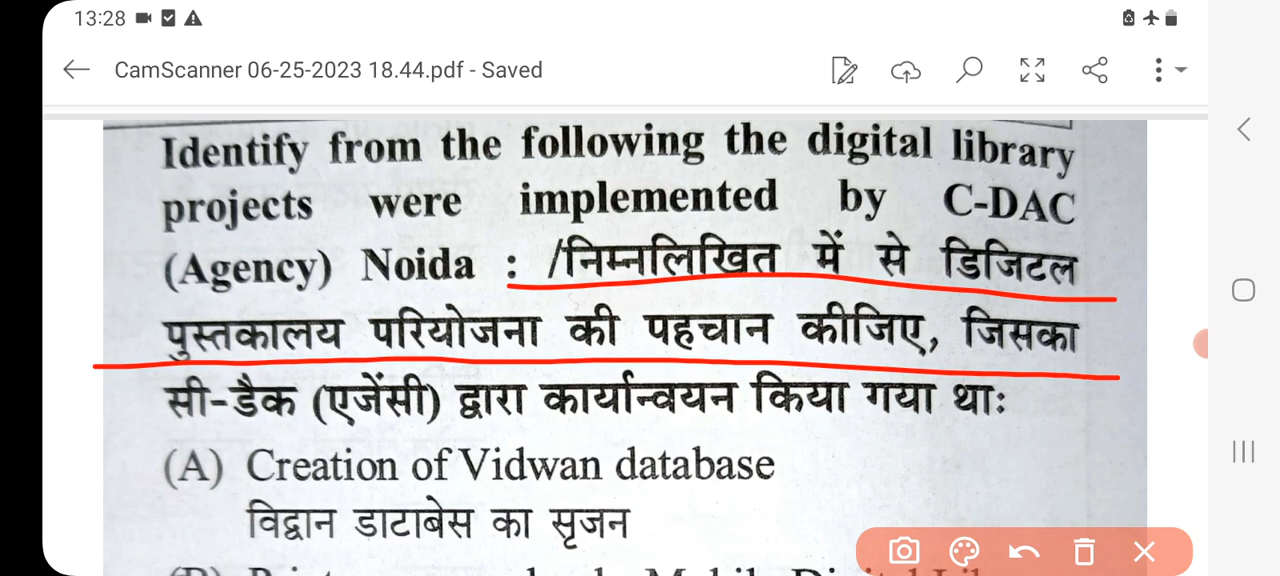 13:28
CamScanner 06-25-2023 18.44.pdf - Saved
Identify from the following the digital library
projects were implemented by C-DAC
(Agency) Noida : /निम्नलिखित में से डिजिटल
पुस्तकालय परियोजना की पहचान कीजिए, जिसका
सी-डैक (एजेंसी) द्वारा कार्यान्वयन किया गया थाः
(A) Creation of Vidwan database
विद्वान डाटाबेस का सृजन